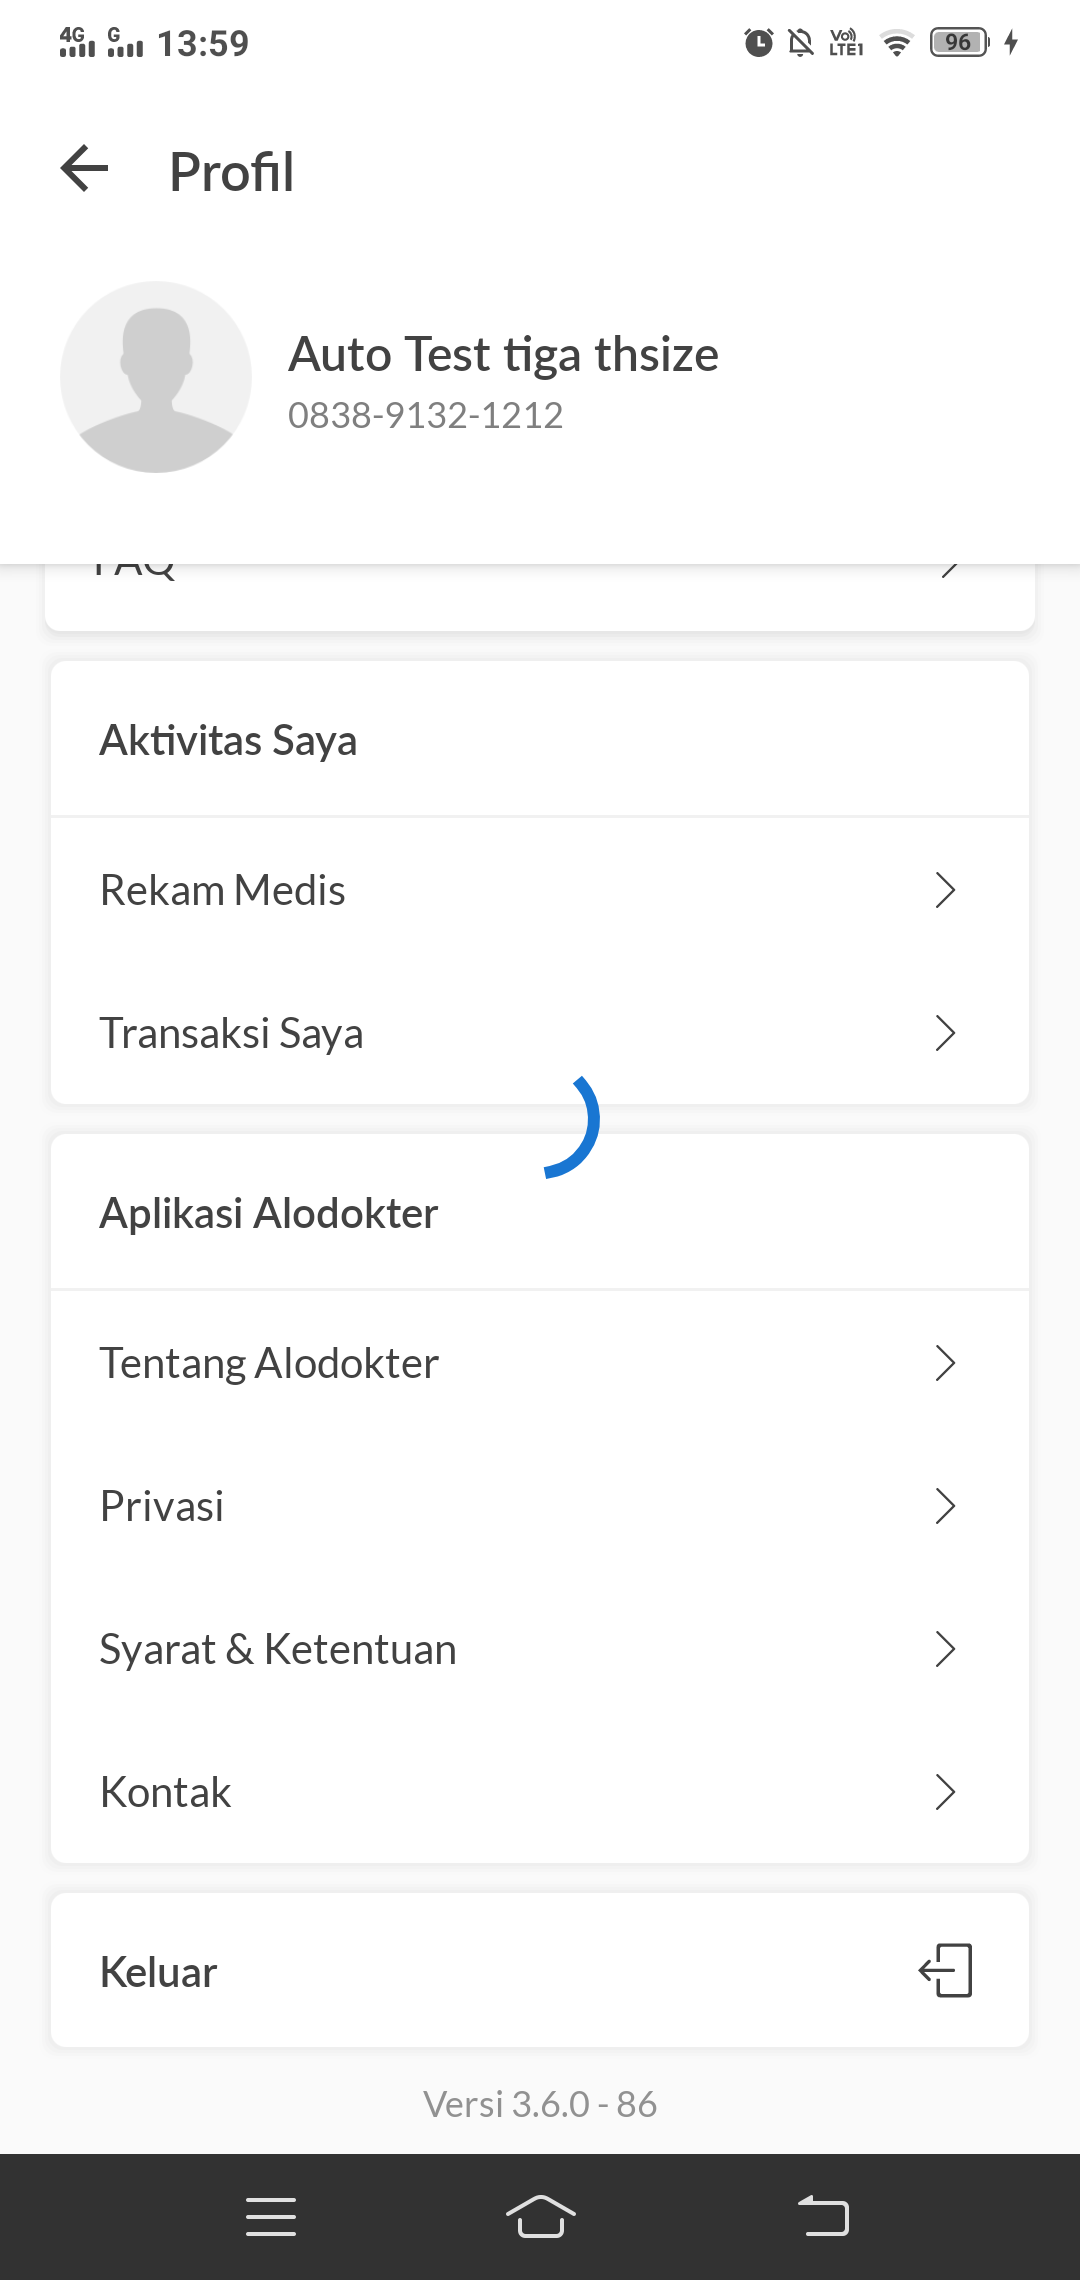 4G G 13:59 Vo)) LTE1 96
Profil
Auto Test tiga thsize
0838-9132-1212
FAQ
Aktivitas Saya
Rekam Medis
Transaksi Saya
Aplikasi Alodokter
Tentang Alodokter
Privasi
Syarat & Ketentuan
Kontak
Keluar
Versi 3.6.0 - 86